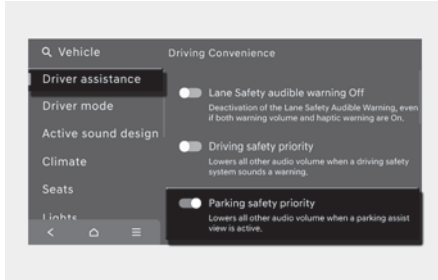 Vehicle
Driving Convenience
Driver assistance
Driver mode
Active sound design
Climate
Seats
Lights
Lane Safety audible warning Off
Deactivation of the Lane Safety Audible Warning, even
if both warning volume and haptic warning are On.
Driving safety priority
Lowers all other audio volume when a driving safety
system sounds a warning.
Parking safety priority
Lowers all other audio volume when a parking assist
view is active.